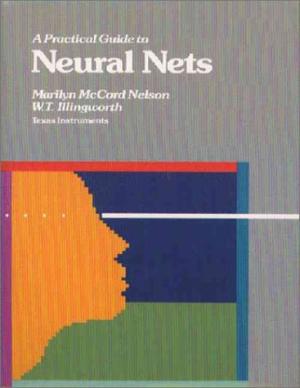 A Practical Guide to
Neural Nets
Marilyn McCord Nelson
W.T. Illingworth
Texas Instruments